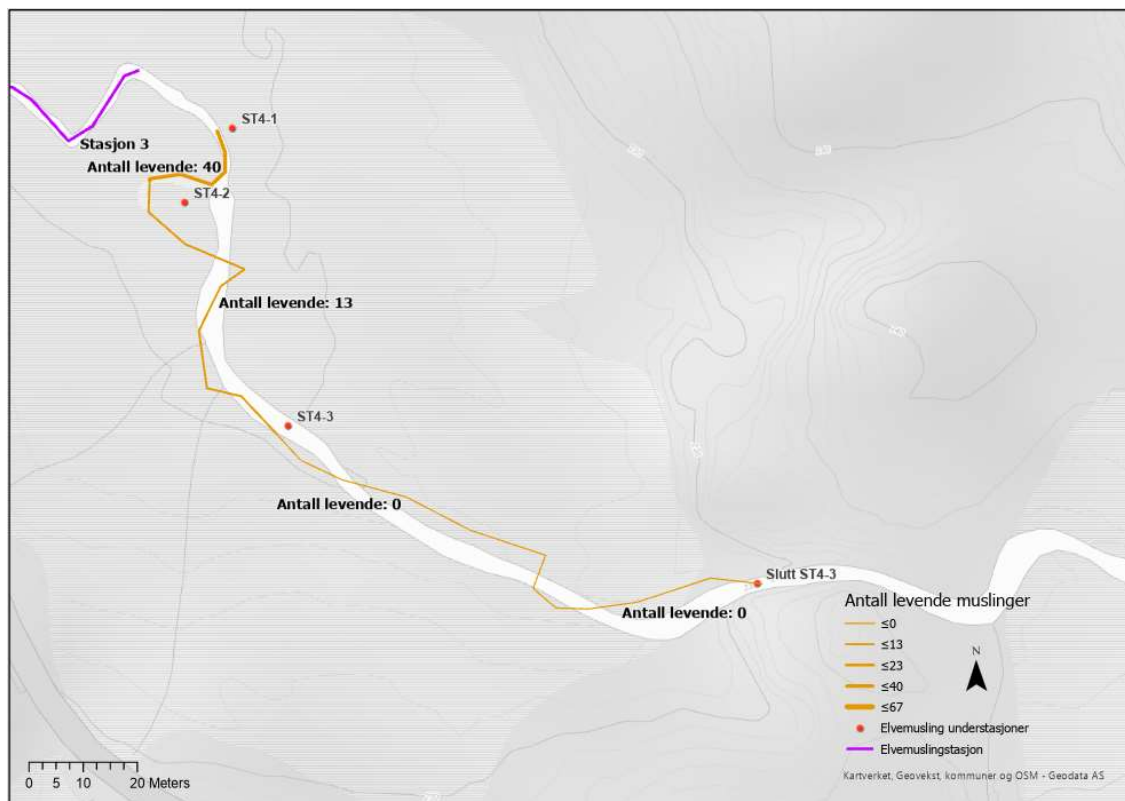 ST4-1
Stasjon 3
Antall levende: 40
ST4-2
Antall levende: 13
ST4-3
Antall levende: 0
Slutt ST4-3
Antall levende: 0
Antall levende muslinger
≤0
≤13
≤23
≤40
≤67
Elvemusling understasjoner
Elvemuslingstasjon
N
0 5 10 20 Meters
Kartverket, Geovekst, kommuner og OSM - Geodata AS